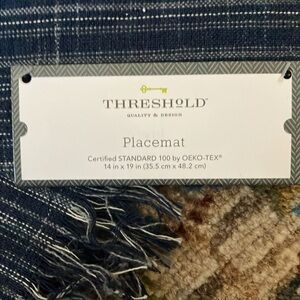 THRESHOLD
QUALITY & DESIGN
Placemat
Certified STANDARD 100 by OEKO-TEX®
14 in x 19 in (35.5 cm x 48.2 cm)